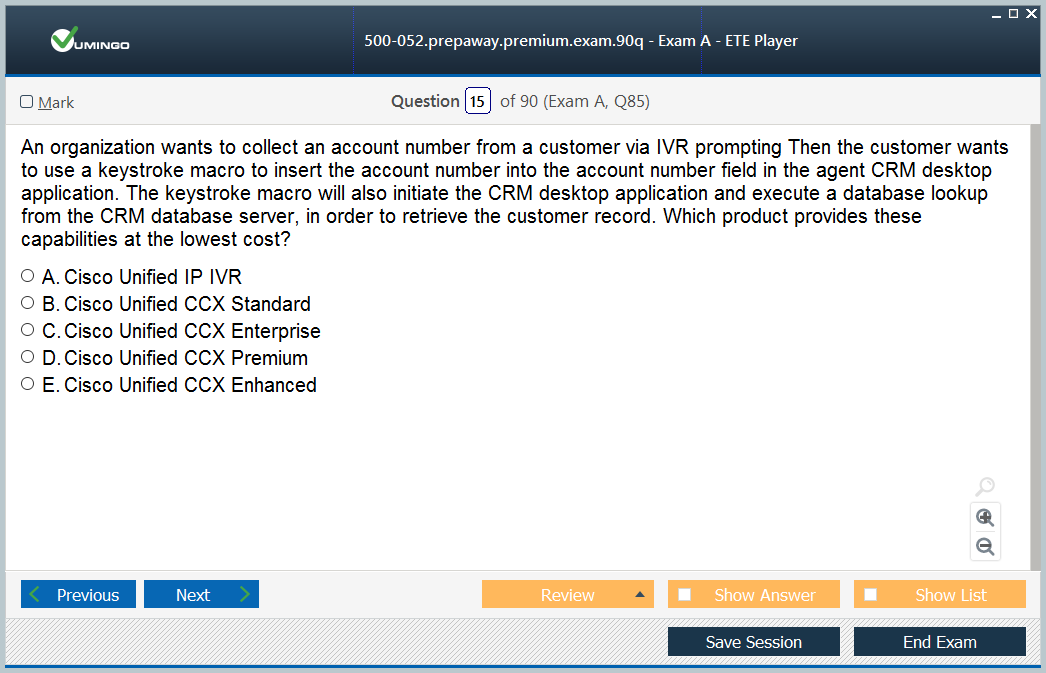 VUMINGO
500-052.prepaway.premium.exam.90q - Exam A - ETE Player
Mark
Question 15 of 90 (Exam A, Q85)
An organization wants to collect an account number from a customer via IVR prompting Then the customer wants
to use a keystroke macro to insert the account number into the account number field in the agent CRM desktop
application. The keystroke macro will also initiate the CRM desktop application and execute a database lookup
from the CRM database server, in order to retrieve the customer record. Which product provides these
capabilities at the lowest cost?
A. Cisco Unified IP IVR
B. Cisco Unified CCX Standard
C. Cisco Unified CCX Enterprise
D. Cisco Unified CCX Premium
E. Cisco Unified CCX Enhanced
Previous Next Review Show Answer Show List
Save Session End Exam